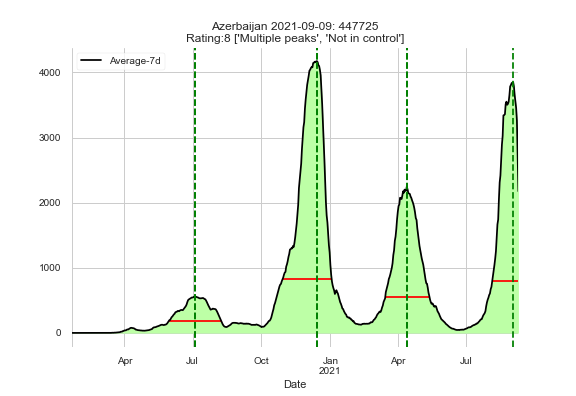 Azerbaijan 2021-09-09: 447725
Rating:8 ['Multiple peaks', 'Not in control']
Average-7d
4000
3000
2000
1000
0
Apr
Jul
Oct
Jan
2021
Apr
Jul
Date